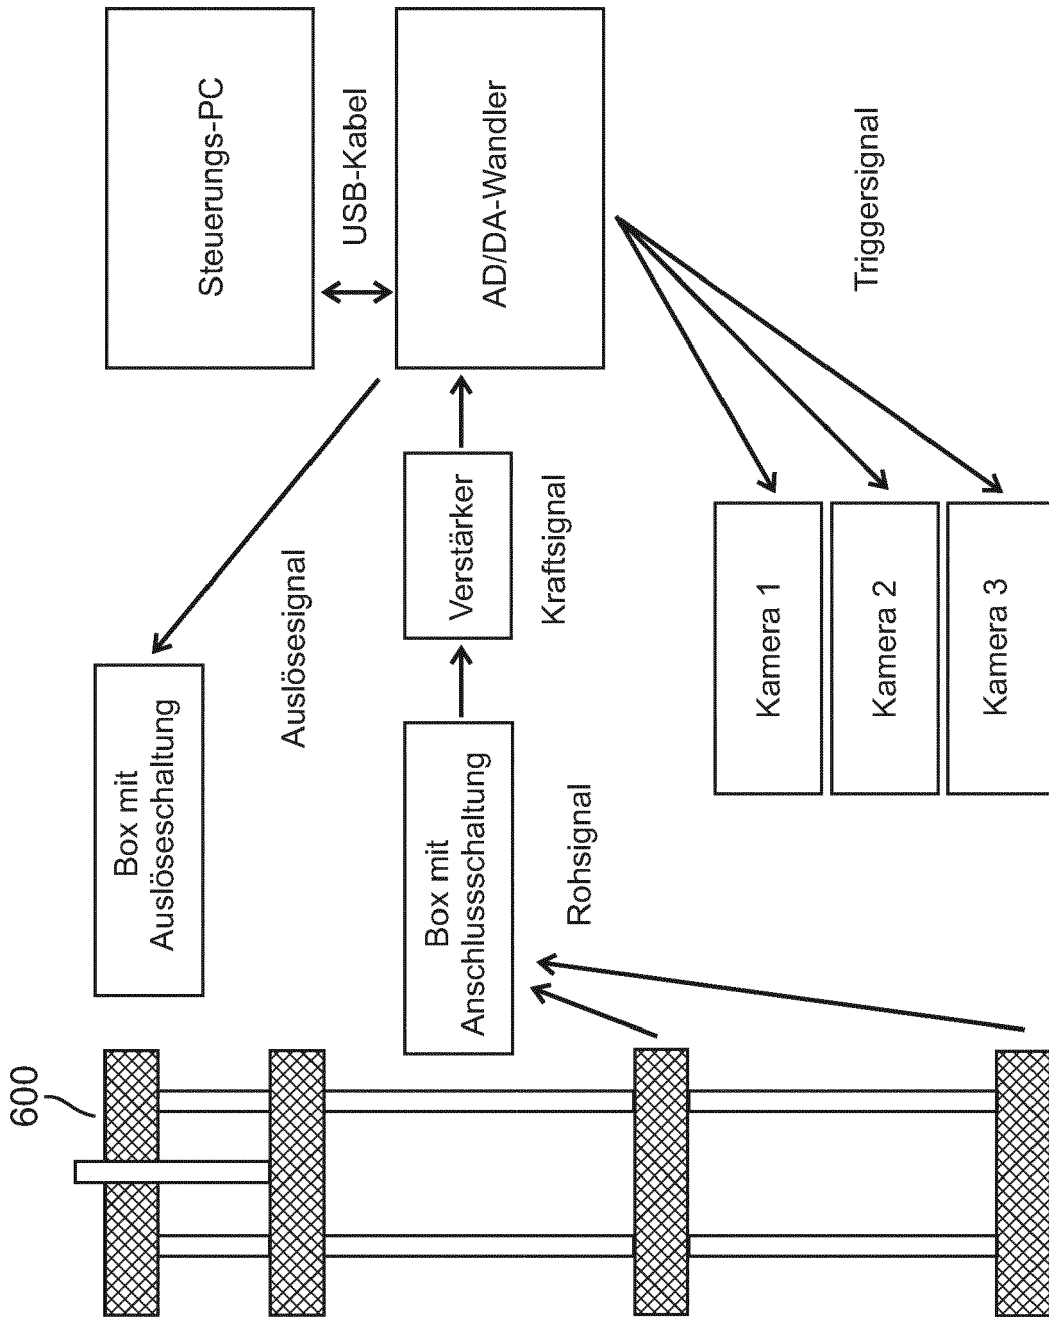 600
Box mit
Auslöseschaltung
Auslösesignal
Steuerungs-PC
USB-Kabel
Box mit
Anschlussschaltung
Verstärker
AD/DA-Wandler
Kraftsignal
Rohsignal
Triggersignal
Kamera 1
Kamera 2
Kamera 3